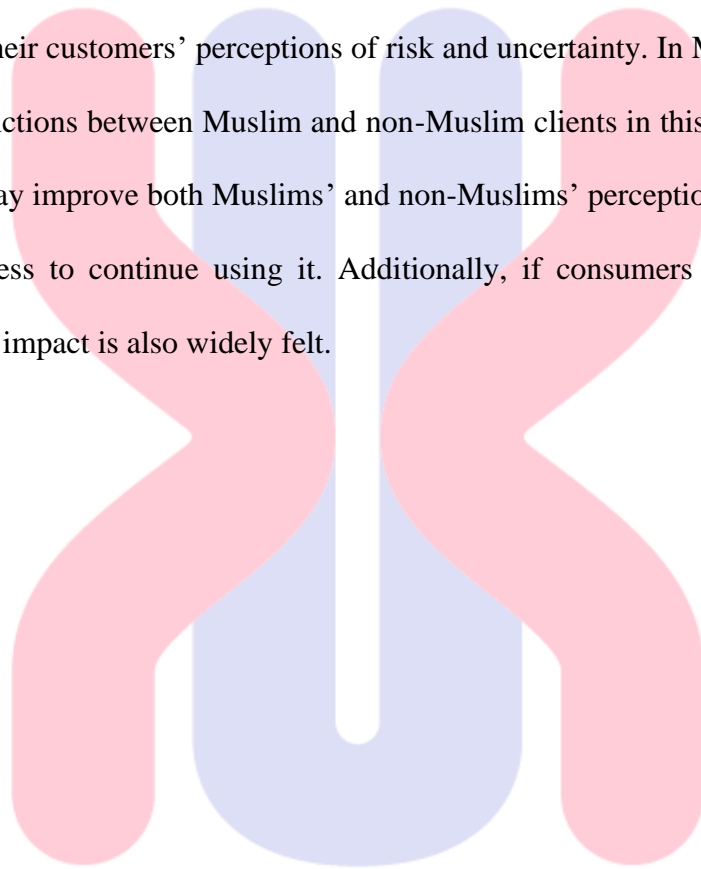 heir customers’ perceptions of risk and uncertainty. In
ctions between Muslim and non-Muslim clients in this
ay improve both Muslims’ and non-Muslims’
ess to continue using it. Additionally, if consumers
impact is also widely felt.